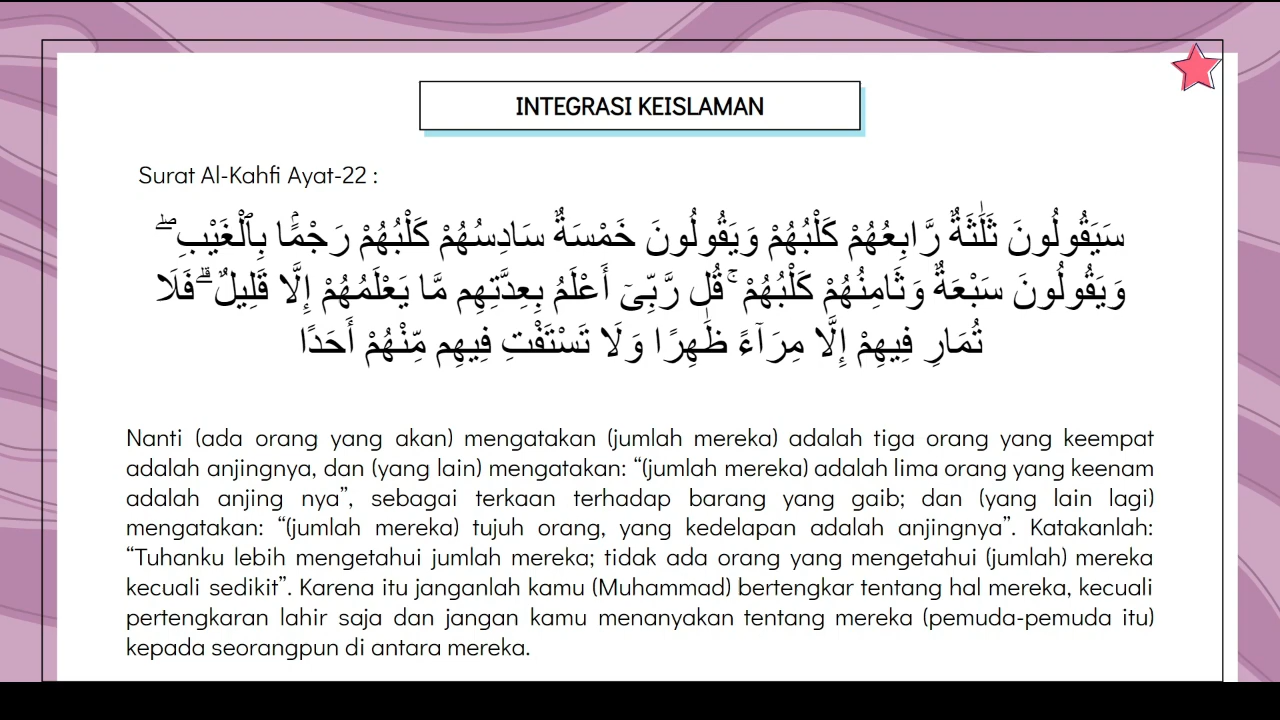 INTEGRASI KEISLAMAN
Surat Al-Kahfi Ayat-22 :
سَيَقُولُونَ ثَلَٰثَةٌ رَّابِعُهُمْ كَلْبُهُمْ وَيَقُولُونَ خَمْسَةٌ سَادِسُهُمْ كَلْبُهُمْ رَجْمًۢا بِٱلْغَيْبِ ۖ
وَيَقُولُونَ سَبْعَةٌ وَثَامِنُهُمْ كَلْبُهُمْ ۚ قُل رَّبِّىٓ أَعْلَمُ بِعِدَّتِهِم مَّا يَعْلَمُهُمْ إِلَّا قَلِيلٌ ۗ فَلَا
تُمَارِ فِيهِمْ إِلَّا مِرَآءً ظَٰهِرًا وَلَا تَسْتَفْتِ فِيهِم مِّنْهُمْ أَحَدًا
Nanti (ada orang yang akan) mengatakan (jumlah mereka) adalah tiga orang yang keempat
adalah anjingnya, dan (yang lain) mengatakan: “(jumlah mereka) adalah lima orang yang keenam
adalah anjing nya”, sebagai terkaan terhadap barang yang gaib; dan (yang lain lagi)
mengatakan: “(jumlah mereka) tujuh orang, yang kedelapan adalah anjingnya”. Katakanlah:
“Tuhanku lebih mengetahui jumlah mereka; tidak ada orang yang mengetahui (jumlah) mereka
kecuali sedikit”. Karena itu janganlah kamu (Muhammad) bertengkar tentang hal mereka, kecuali
pertengkaran lahir saja dan jangan kamu menanyakan tentang mereka (pemuda-pemuda itu)
kepada seorangpun di antara mereka.